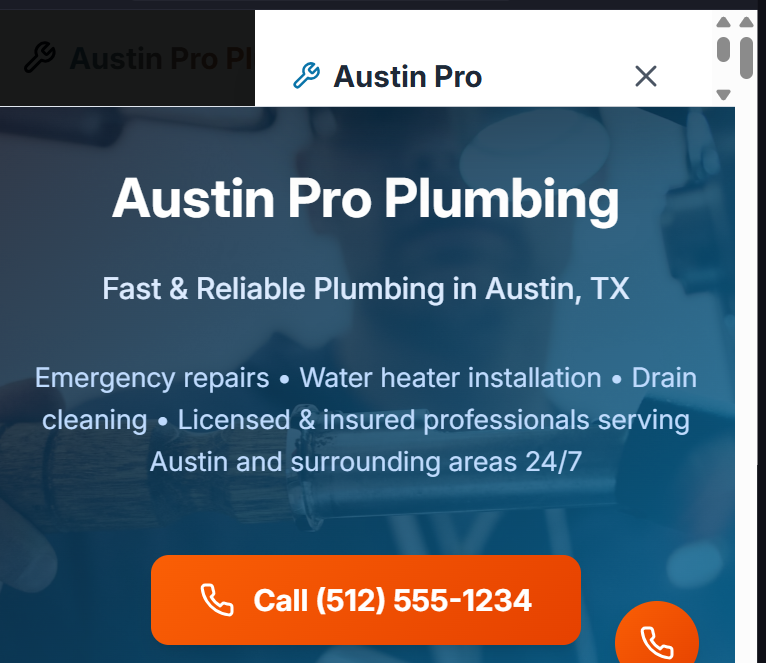 Austin Pro Pl
Austin Pro
Austin Pro Plumbing
Fast & Reliable Plumbing in Austin, TX
Emergency repairs • Water heater installation • Drain
cleaning • Licensed & insured professionals serving
Austin and surrounding areas 24/7
Call (512) 555-1234